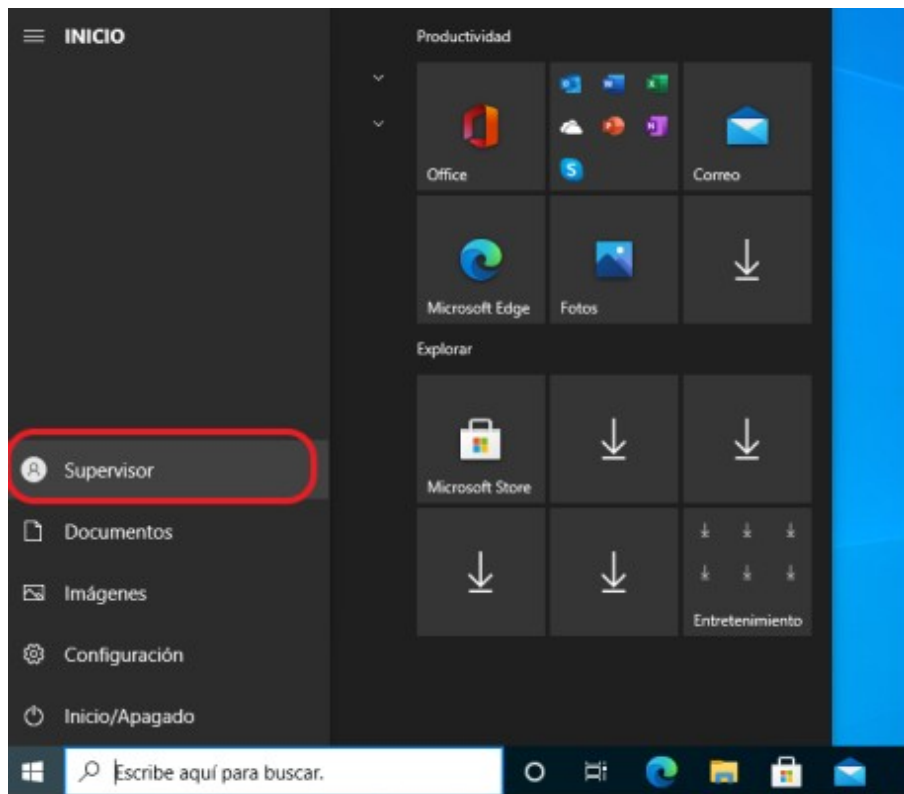 INICIO
Productividad
Office
Correo
Microsoft Edge
Fotos
Explorar
Microsoft Store
Entretenimiento
Supervisor
Documentos
Imágenes
Configuración
Inicio/Apagado
Escribe aquí para buscar.